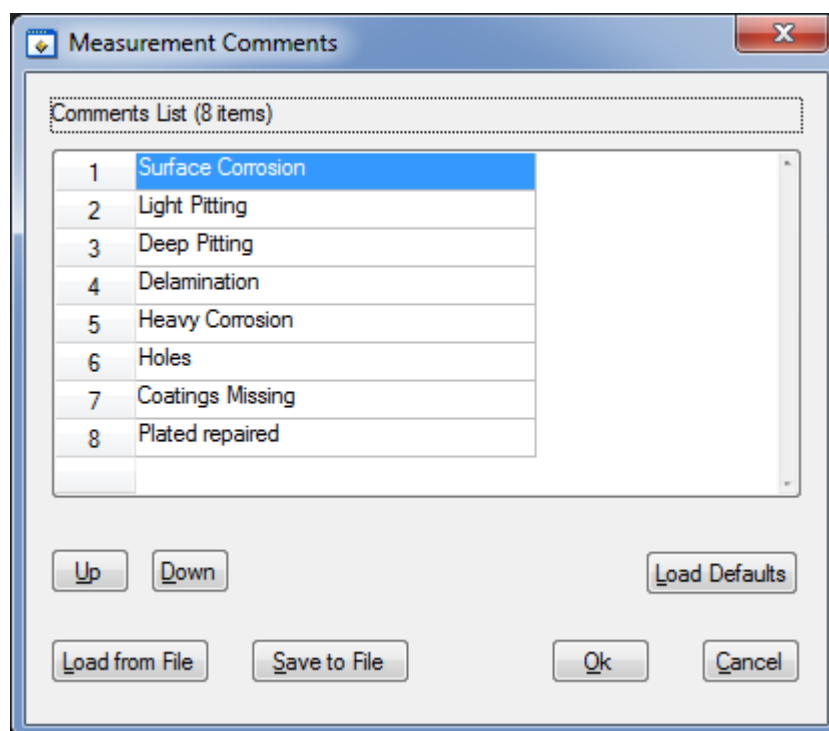 Measurement Comments
Comments List (8 items)
1 Surface Corrosion
2 Light Pitting
3 Deep Pitting
4 Delamination
5 Heavy Corrosion
6 Holes
7 Coatings Missing
8 Plated repaired
Up Down Load Defaults
Load from File Save to File Ok Cancel